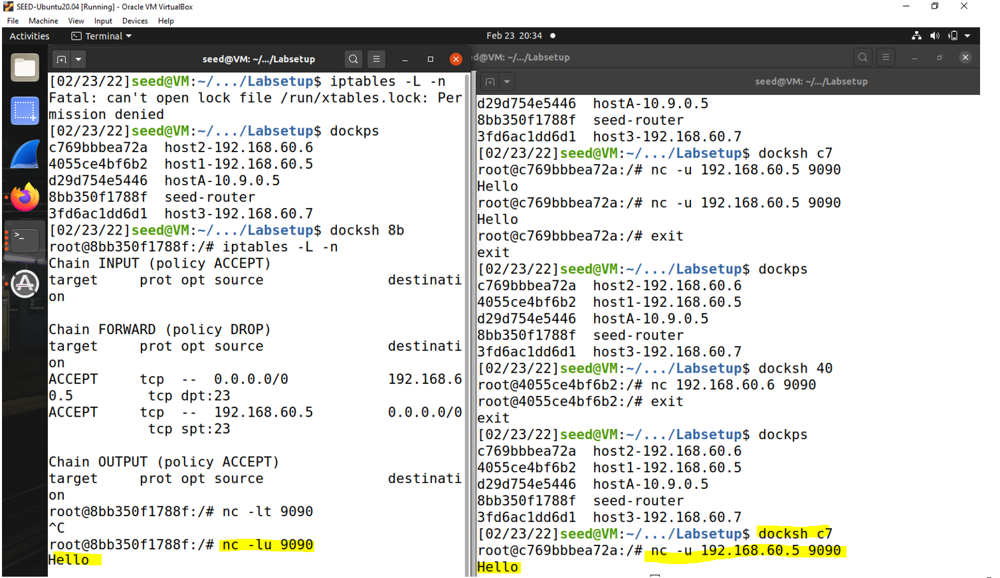 SEED-Ubuntu20.04 [Running] - Oracle VM VirtualBox
File Machine View Input Devices Help
Activities Terminal Feb 23 20:34
seed@VM: ~/.../Labsetup
[02/23/22]seed@VM:~/.../Labsetup$ iptables -L -n
Fatal: can't open lock file /run/xtables.lock: Per
mission denied
[02/23/22]seed@VM:~/.../Labsetup$ dockps
c769bbbea72a host2-192.168.60.6
4055ce4bf6b2 host1-192.168.60.5
d29d754e5446 hostA-10.9.0.5
8bb350f1788f seed-router
3fd6ac1dd6d1 host3-192.168.60.7
[02/23/22]seed@VM:~/.../Labsetup$ docksh 8b
root@8bb350f1788f:/# iptables -L -n
Chain INPUT (policy ACCEPT)
target prot opt source destinati
on
Chain FORWARD (policy DROP)
target prot opt source destinati
on
ACCEPT tcp -- 0.0.0.0/0 192.168.6
0.5 tcp dpt:23
ACCEPT tcp -- 192.168.60.5 0.0.0.0/0
tcp spt:23
Chain OUTPUT (policy ACCEPT)
target prot opt source destinati
on
root@8bb350f1788f:/# nc -lt 9090
^C
root@8bb350f1788f:/# nc -lu 9090
Hello
d@VM: ~/.../Labsetup
seed@VM: ~/.../Labsetup
d29d754e5446 hostA-10.9.0.5
8bb350f1788f seed-router
3fd6ac1dd6d1 host3-192.168.60.7
[02/23/22]seed@VM:~/.../Labsetup$ docksh c7
root@c769bbbea72a:/# nc -u 192.168.60.5 9090
Hello
root@c769bbbea72a:/# nc -u 192.168.60.5 9090
Hello
root@c769bbbea72a:/# exit
exit
[02/23/22]seed@VM:~/.../Labsetup$ dockps
c769bbbea72a host2-192.168.60.6
4055ce4bf6b2 host1-192.168.60.5
d29d754e5446 hostA-10.9.0.5
8bb350f1788f seed-router
3fd6ac1dd6d1 host3-192.168.60.7
[02/23/22]seed@VM:~/.../Labsetup$ docksh 40
root@4055ce4bf6b2:/# nc 192.168.60.6 9090
root@4055ce4bf6b2:/# exit
exit
[02/23/22]seed@VM:~/.../Labsetup$ dockps
c769bbbea72a host2-192.168.60.6
4055ce4bf6b2 host1-192.168.60.5
d29d754e5446 hostA-10.9.0.5
8bb350f1788f seed-router
3fd6ac1dd6d1 host3-192.168.60.7
[02/23/22]seed@VM:~/.../Labsetup$ docksh c7
root@c769bbbea72a:/# nc -u 192.168.60.5 9090
Hello